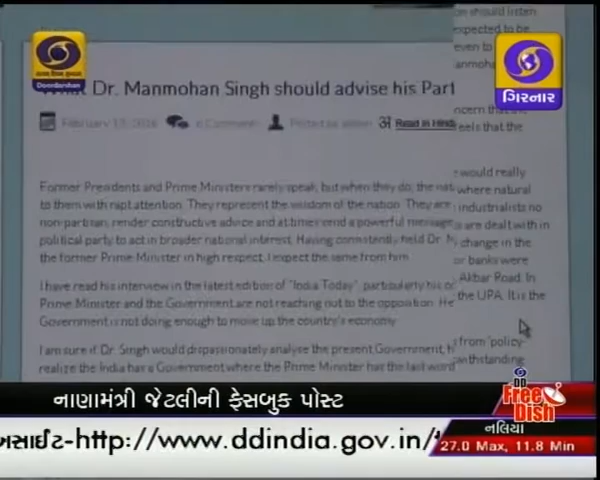 Doordarshan
ગિરનાર
Dr. Manmohan Singh should advise his Part
February 13, 2016
Read in Hindi
Former Presidents and Prime Ministers rarely speak, but when they do, the nat
to them with rapt attention. They represent the wisdom of the nation. They are
non-partisan, render constructive advice and at times send a powerful message
political party to act in broader national interest. Having consistently held Dr. M
the former Prime Minister in high respect, I expect the same from him.
I have read his interview in the latest edition of "India Today", particularly his
Prime Minister and the Government are not reaching out to the opposition. He
Government is not doing enough to move up the country's economy.
I am sure if Dr. Singh would dispassionately analyse the present Government, h
realize the India has a Government where the Prime Minister has the last word
e should listen
expected to be
even to
anmoha
ncern tha
eels that the
would really
where natural
industrialists no
are dealt with in
change in the
or banks were
Akbar Road. In
the UPA. It is the
from 'policy
withstanding
નાણામંત્રી જેટલીની ફેસબુક પોસ્ટ
DD
Free
Dish
બસાઈટ-http://www.ddindia.gov.in/
નલિયા
27.0 Max, 11.8 Min